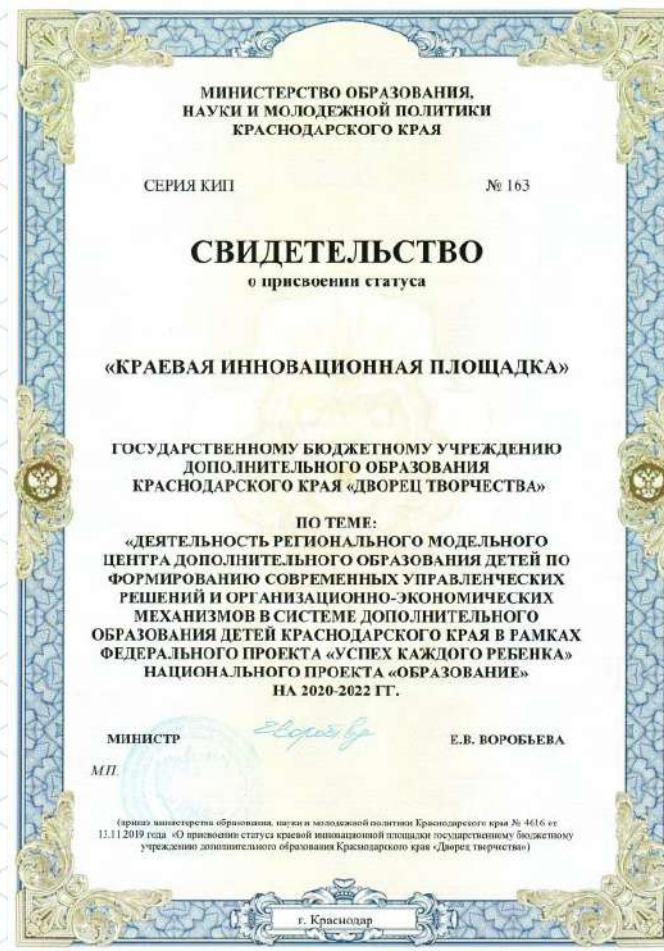 МИНИСТЕРСТВО ОБРАЗОВАНИЯ,
НАУКИ И МОЛОДЕЖНОЙ ПОЛИТИКИ
КРАСНОДАРСКОГО КРАЯ
СЕРИЯ КИП № 163
СВИДЕТЕЛЬСТВО
о присвоении статуса
«КРАЕВАЯ ИННОВАЦИОННАЯ ПЛОЩАДКА»
ГОСУДАРСТВЕННОМУ БЮДЖЕТНОМУ УЧРЕЖДЕНИЮ
ДОПОЛНИТЕЛЬНОГО ОБРАЗОВАНИЯ
КРАСНОДАРСКОГО КРАЯ «ДВОРЕЦ ТВОРЧЕСТВА»
ПО ТЕМЕ:
«ДЕЯТЕЛЬНОСТЬ РЕГИОНАЛЬНОГО МОДЕЛЬНОГО
ЦЕНТРА ДОПОЛНИТЕЛЬНОГО ОБРАЗОВАНИЯ ДЕТЕЙ ПО
ФОРМИРОВАНИЮ СОВРЕМЕННЫХ УПРАВЛЕНЧЕСКИХ
РЕШЕНИЙ И ОРГАНИЗАЦИОННО-ЭКОНОМИЧЕСКИХ
МЕХАНИЗМОВ В СИСТЕМЕ ДОПОЛНИТЕЛЬНОГО
ОБРАЗОВАНИЯ ДЕТЕЙ КРАСНОДАРСКОГО КРАЯ В РАМКАХ
ФЕДЕРАЛЬНОГО ПРОЕКТА «УСПЕХ КАЖДОГО РЕБЕНКА»
НАЦИОНАЛЬНОГО ПРОЕКТА «ОБРАЗОВАНИЕ»
НА 2020-2022 ГГ.
МИНИСТР Е.В. ВОРОБЬЕВА
М.П.
(приказ министерства образования, науки и молодежной политики Краснодарского края № 4616 от
13.11.2019 года «О присвоении статуса краевой инновационной площадки государственному бюджетному
учреждению дополнительного образования Краснодарского края «Дворец творчества»)
г. Краснодар